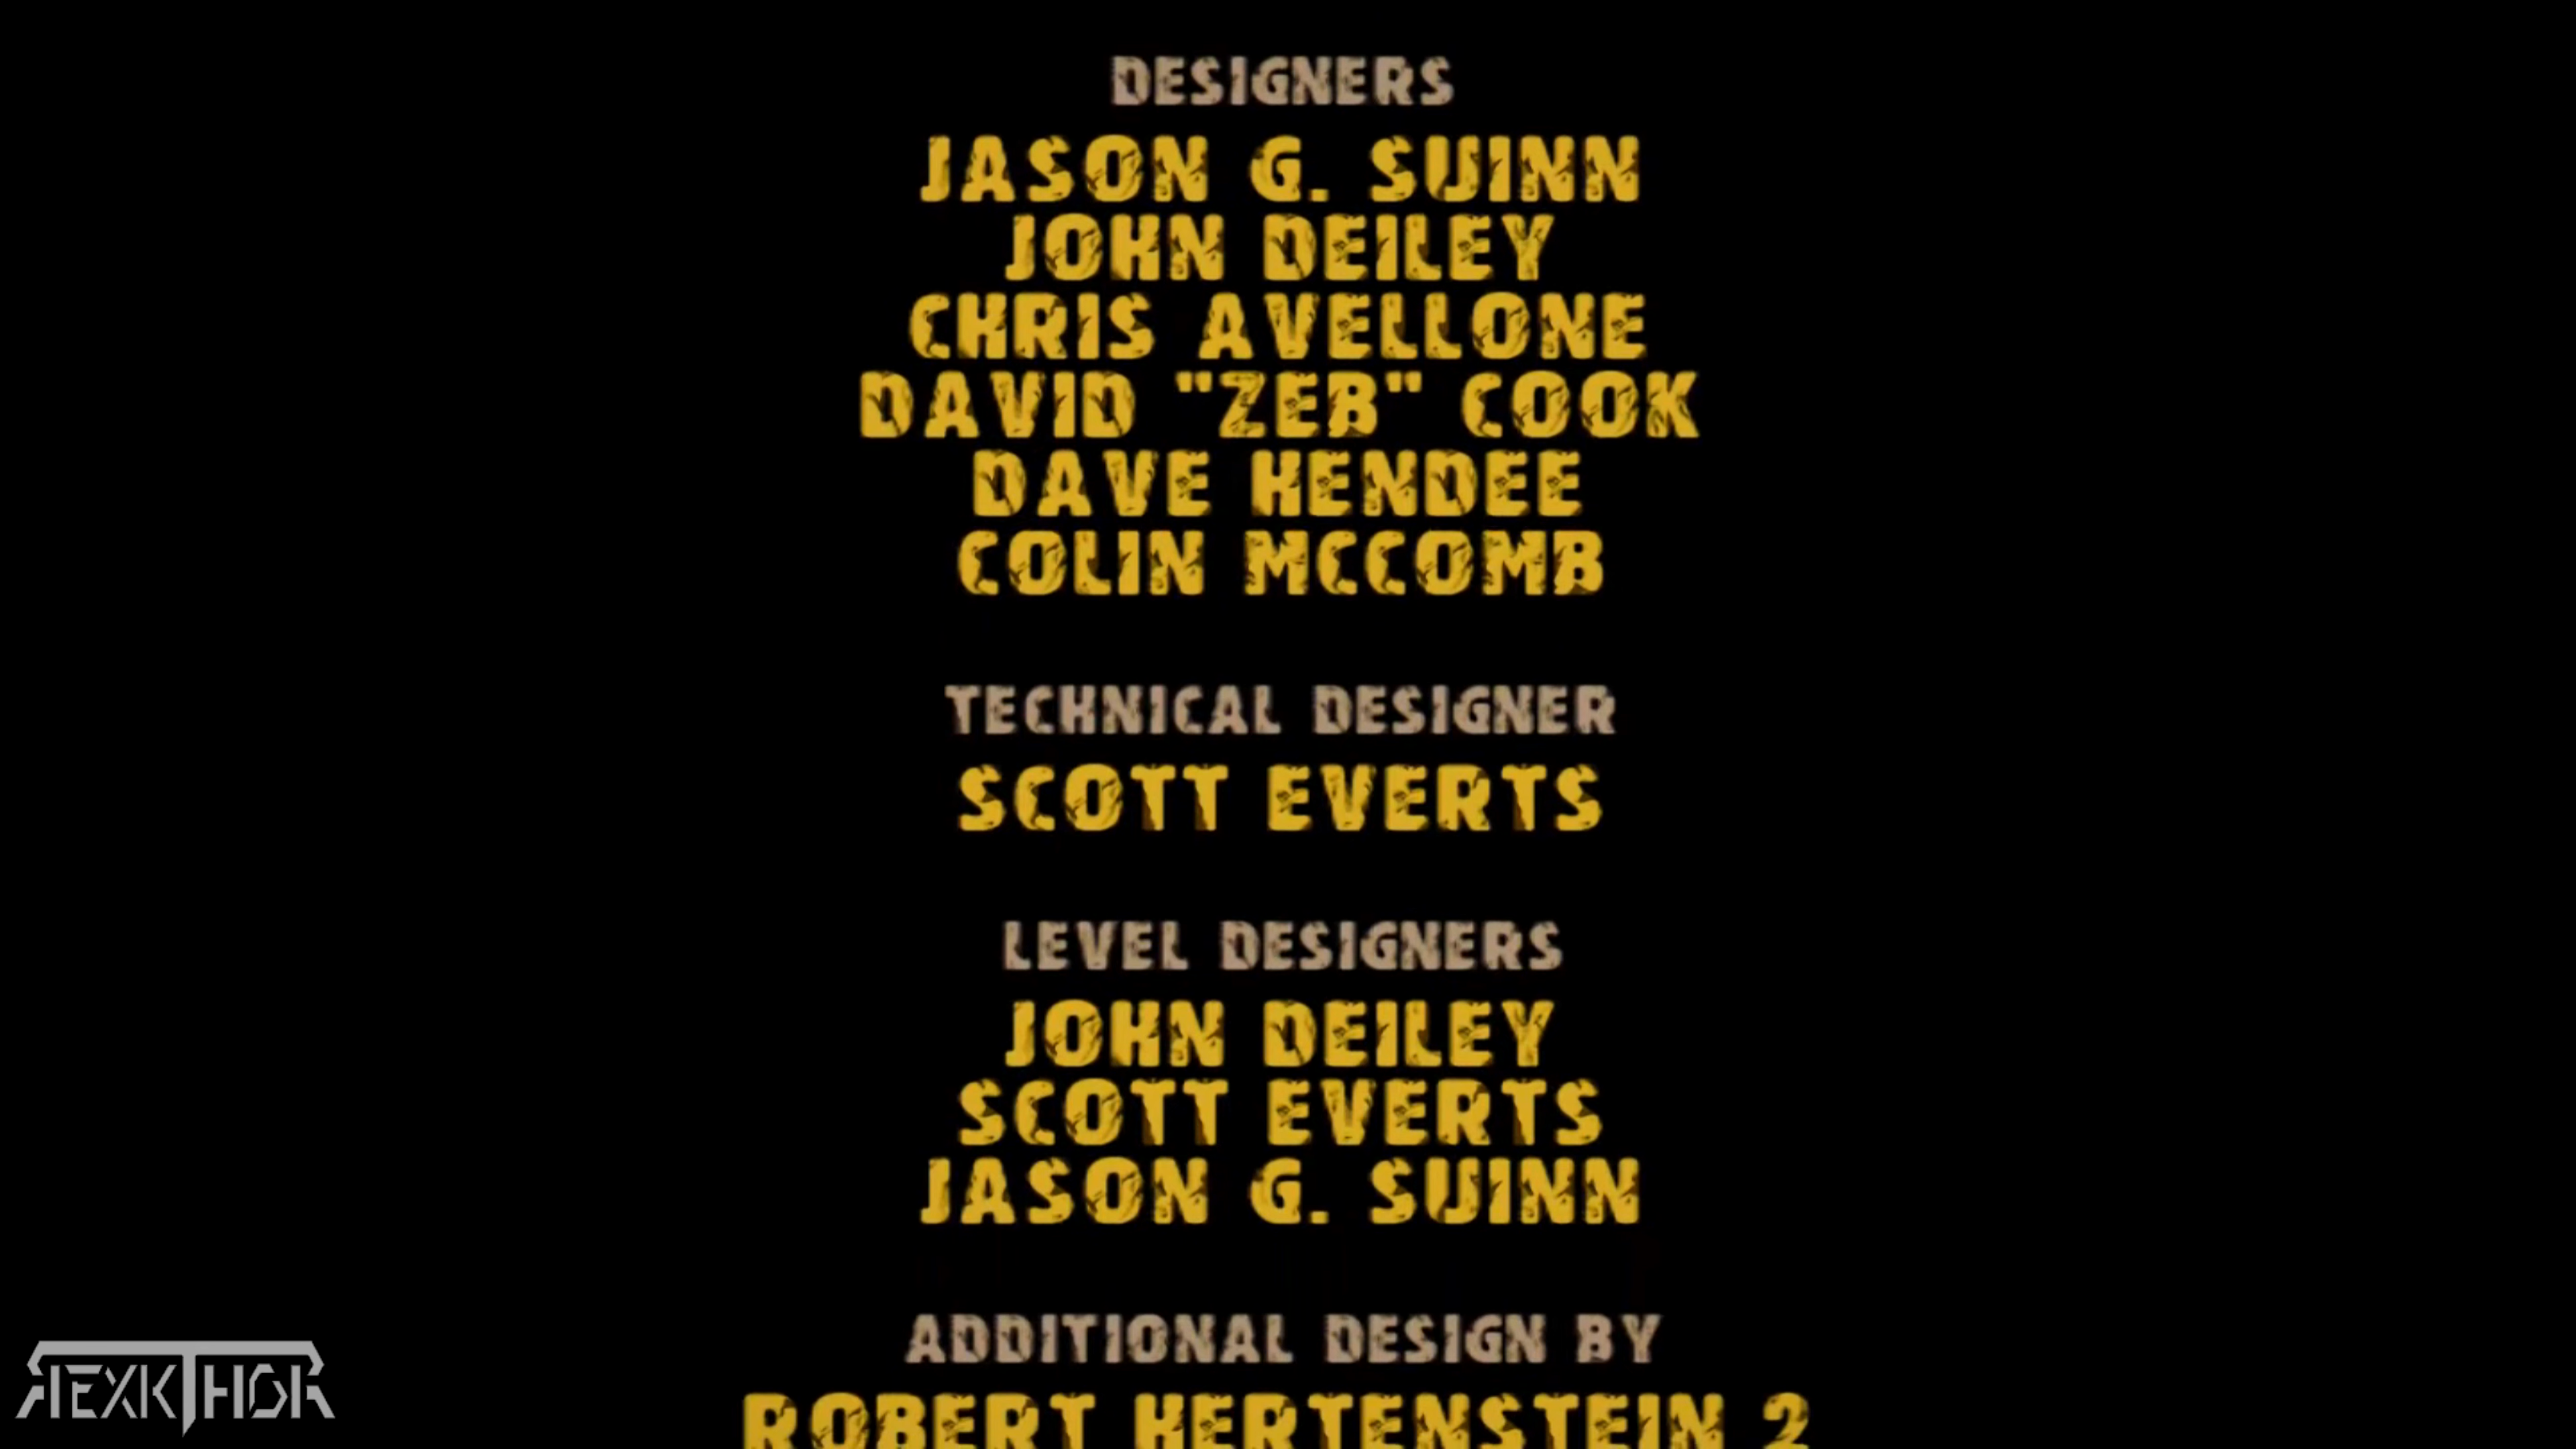 DESIGNERS
JASON G. SUINN
JOHN DEILEY
CHRIS AVELLONE
DAVID "ZEB" COOK
DAVE HENDEE
COLIN MCCOMB
TECHNICAL DESIGNER
SCOTT EVERTS
LEVEL DESIGNERS
JOHN DEILEY
SCOTT EVERTS
JASON G. SUINN
ADDITIONAL DESIGN BY
ROBERT HERTENSTEIN 2